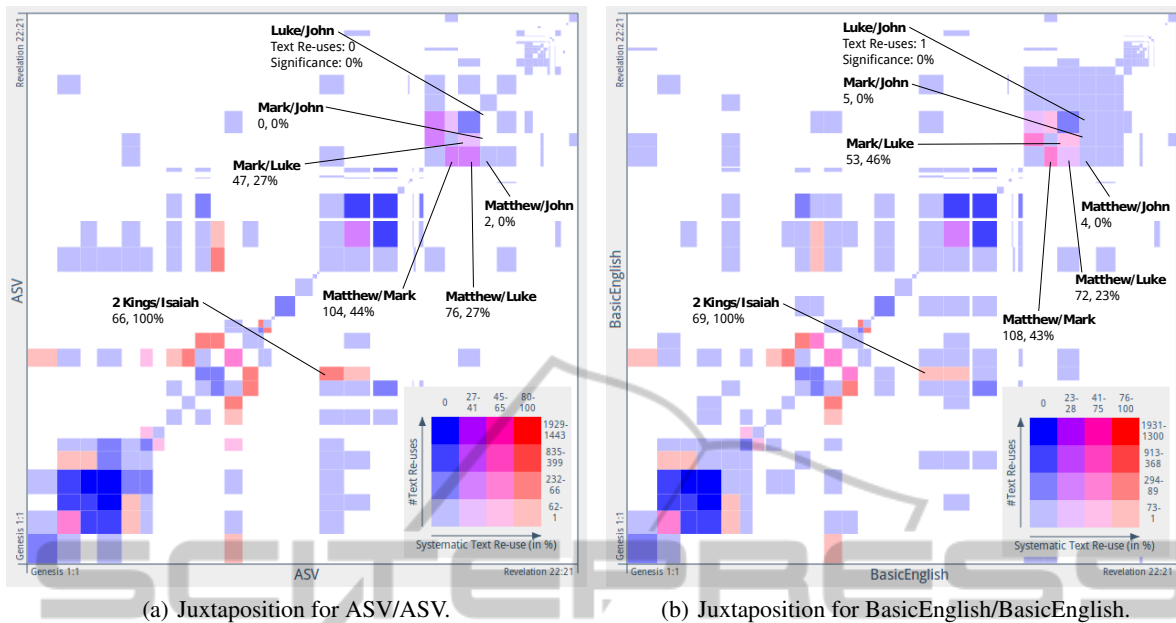 Revelation 22:21
ASV
Genesis 1:1
Luke/John
Text Re-uses: 0
Significance: 0%
Mark/John
0, 0%
Mark/Luke
47, 27%
Matthew/John
2, 0%
2 Kings/Isaiah
66, 100%
Matthew/Mark
104, 44%
Matthew/Luke
76, 27%
0
27-
41
45-
65
80-
100
1929-
1443
835-
399
232-
66
62-
1
#Text Re-uses
Systematic Text Re-use (in %)
Genesis 1:1
ASV
Revelation 22:21
(a) Juxtaposition for ASV/ASV.
Revelation 22:21
BasicEnglish
Genesis 1:1
Luke/John
Text Re-uses: 1
Significance: 0%
Mark/John
5, 0%
Mark/Luke
53, 46%
Matthew/John
4, 0%
Matthew/Luke
72, 23%
2 Kings/Isaiah
69, 100%
Matthew/Mark
108, 43%
0
23-
28
41-
75
76-
100
1931-
1300
913-
368
294-
89
73-
1
#Text Re-uses
Systematic Text Re-use (in %)
Genesis 1:1
BasicEnglish
Revelation 22:21
(b) Juxtaposition for BasicEnglish/BasicEnglish.
SCITEPRESS